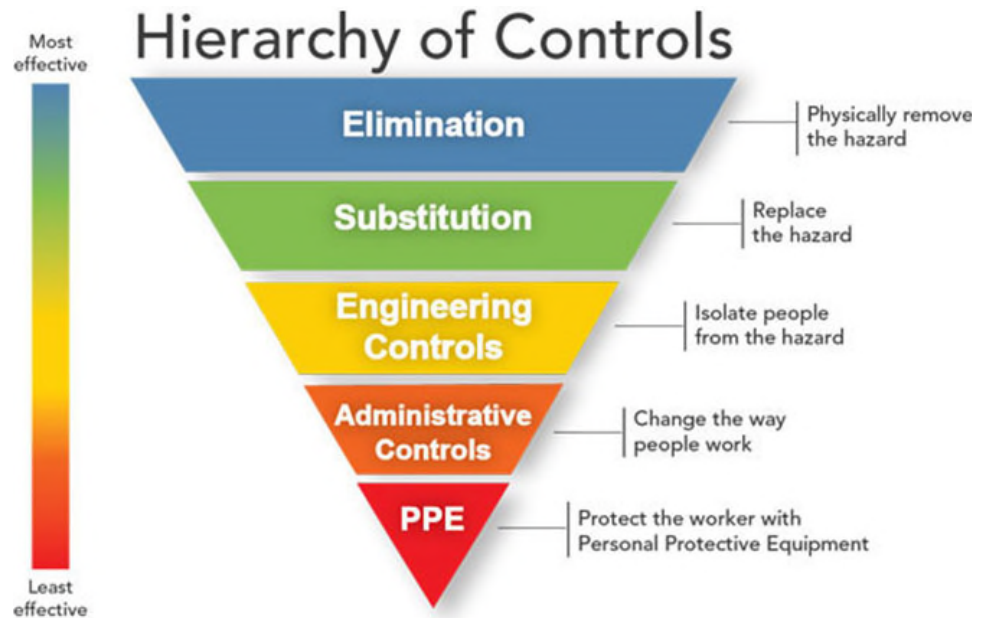 Hierarchy of Controls
Most
effective
Elimination
Physically remove
the hazard
Substitution
Replace
the hazard
Engineering
Controls
Isolate people
from the hazard
Administrative
Controls
Change the way
people work
PPE
Protect the worker with
Personal Protective Equipment
Least
effective